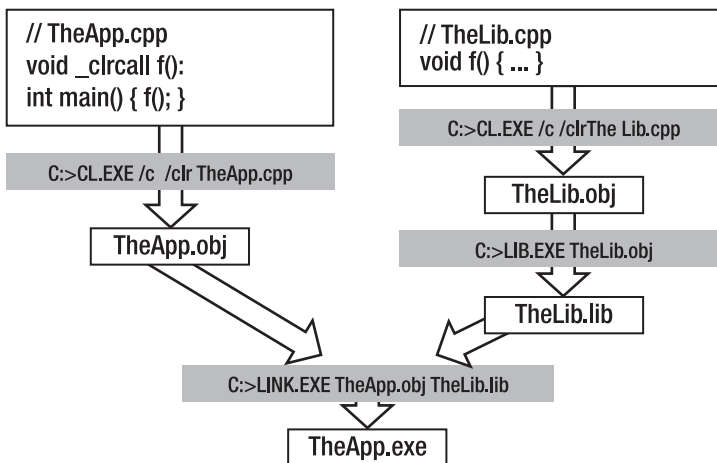 // TheApp.cpp
void _clrcall f():
int main() { f(); }
C:>CL.EXE /c /clr TheApp.cpp
TheApp.obj
// TheLib.cpp
void f() { ... }
C:>CL.EXE /c /clrThe Lib.cpp
TheLib.obj
C:>LIB.EXE TheLib.obj
TheLib.lib
C:>LINK.EXE TheApp.obj TheLib.lib
TheApp.exe